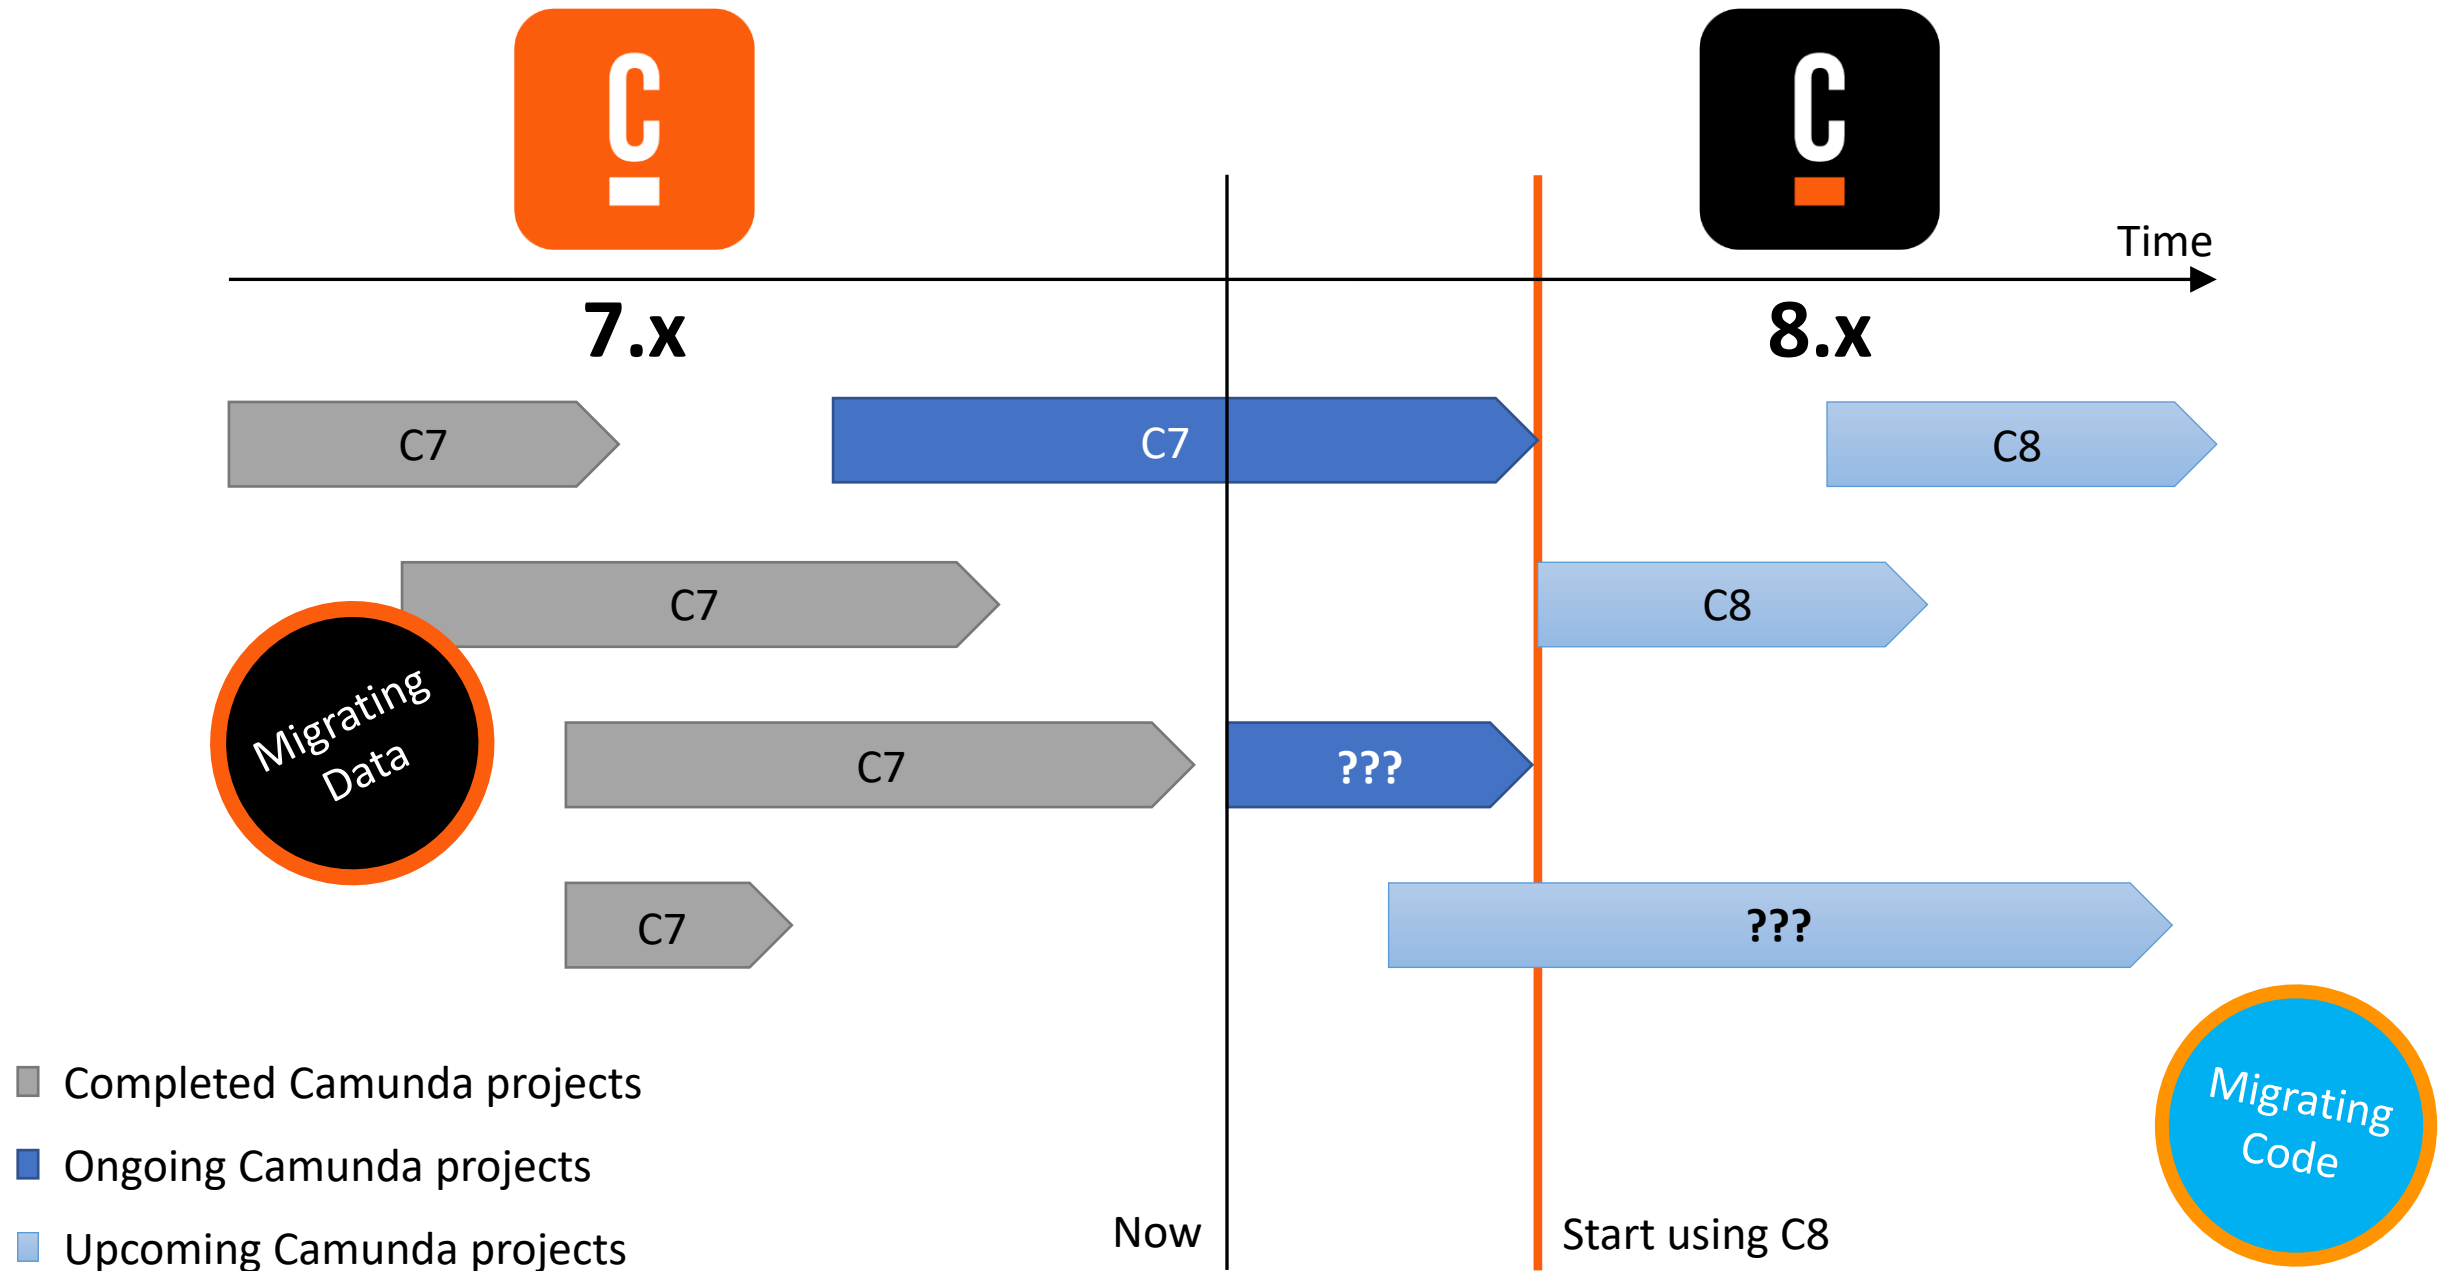 C
C
Time
7.x
8.x
C7
C7
C8
C7
C8
Migrating
Data
C7
???
C7
???
Completed Camunda projects
Ongoing Camunda projects
Upcoming Camunda projects
Now
Start using C8
Migrating
Code